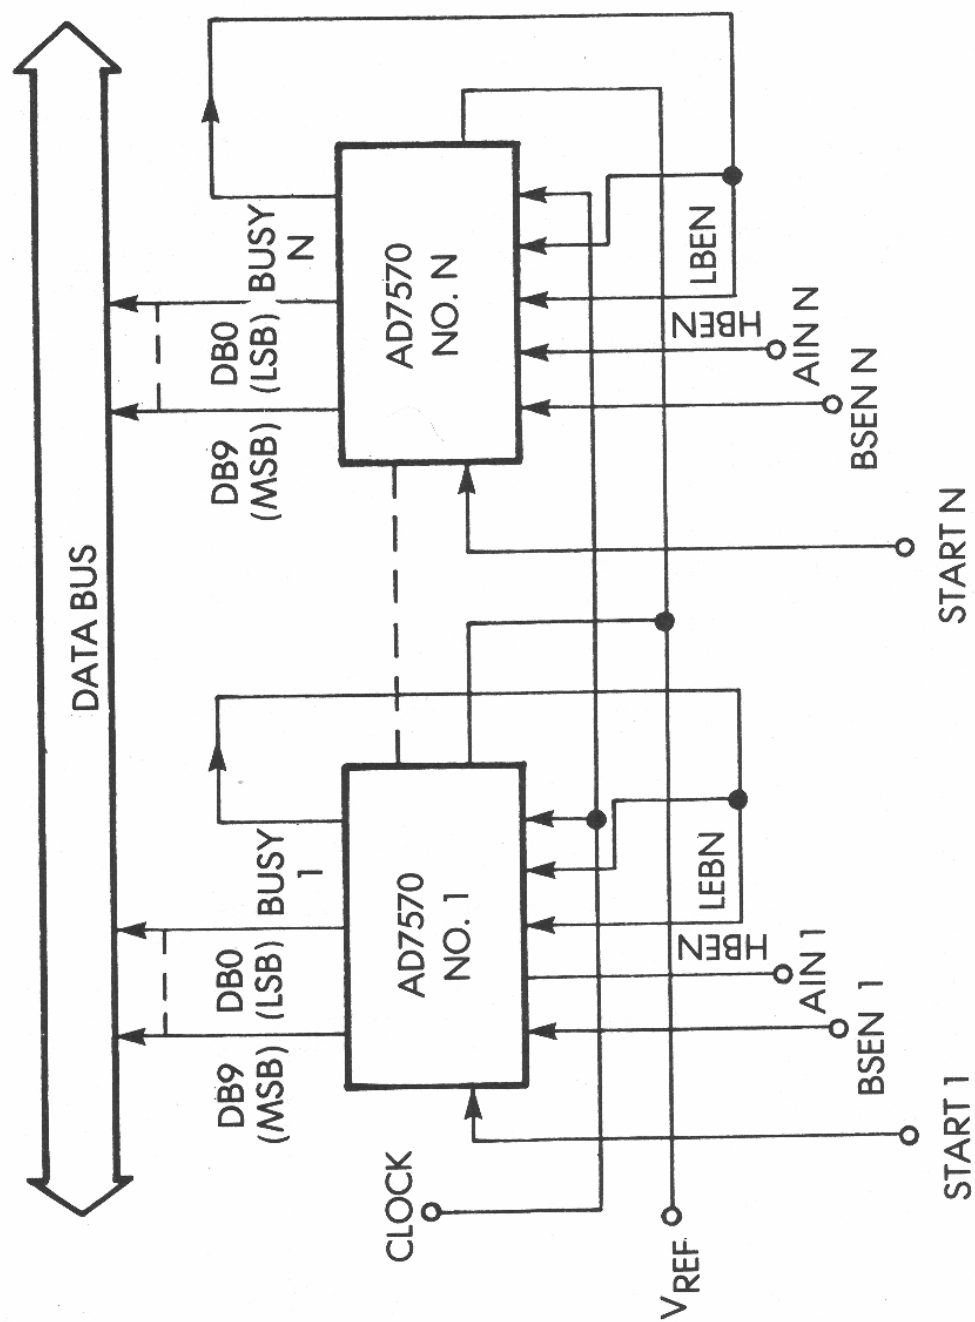 DATA BUS
DB9
(MSB)
DB0
(LSB)
BUSY
1
DB9
(MSB)
DB0
(LSB)
BUSY
N
AD7570
NO. 1
AD7570
NO. N
CLOCK
VREF
HBEN
LEBN
HBEN
LBEN
AIN 1
BSEN 1
START 1
AIN N
BSEN N
START N